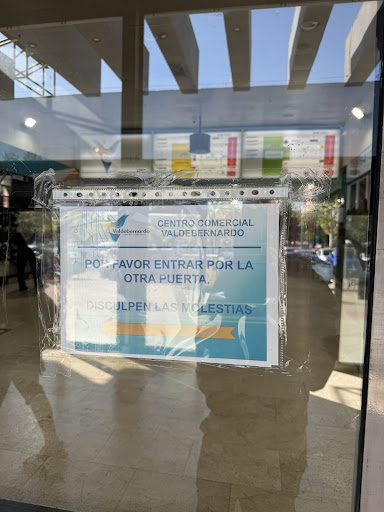 Valdebernardo
CENTRO COMERCIAL
VALDEBERNARDO
POR FAVOR ENTRAR POR LA
OTRA PUERTA.
DISCULPEN LAS MOLESTIAS